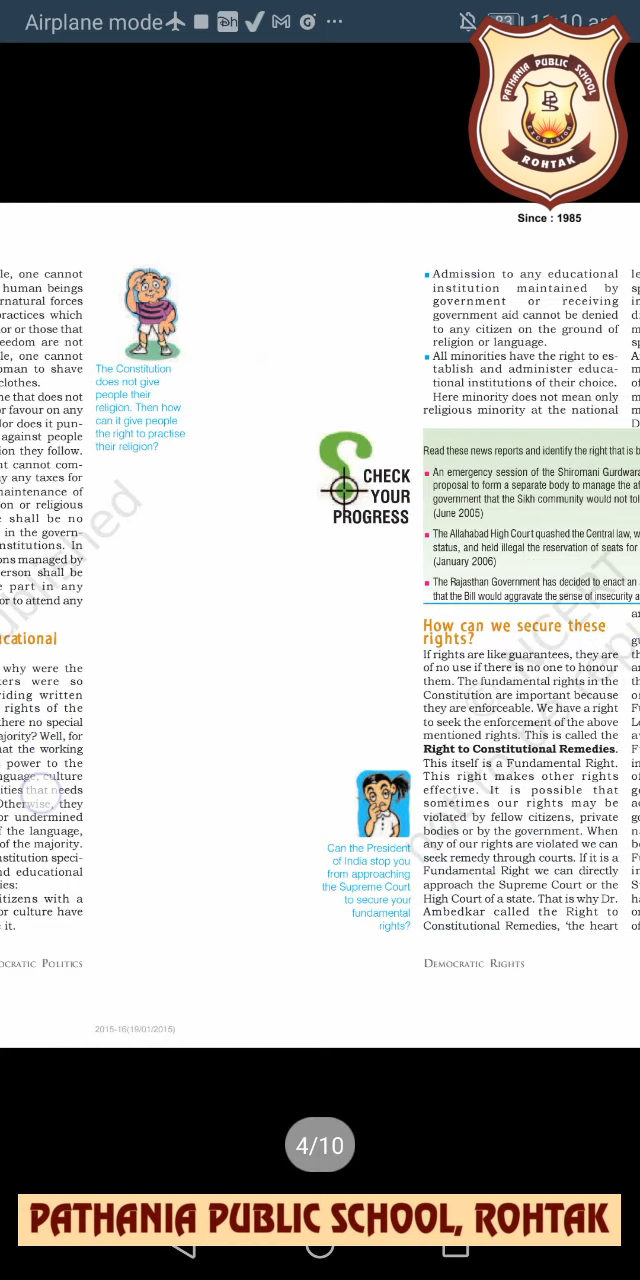 Airplane mode
83
PATHANIA PUBLIC SCHOOL
EXCELSIOR
ROHTAK
Since : 1985
le, one cannot
human beings
rnatural forces
practices which
ior or those that
eedom are not
le, one cannot
oman to shave
clothes.
ne that does not
or favour on any
Nor does it pun-
against people
ion they follow.
nt cannot com-
ay any taxes for
maintenance of
on or religious
e shall be no
in the govern-
nstitutions. In
ons managed by
erson shall be
e part in any
or to attend any
ucational
why were the
ters were so
viding written
rights of the
there no special
ajority? Well, for
hat the working
power to the
nguage, culture
ities that needs
Otherwise, they
or undermined
f the language,
of the majority.
nstitution speci-
nd educational
ies:
itizens with a
or culture have
e it.
OCRATIC POLITICS
The Constitution
does not give
people their
religion. Then how
can it give people
the right to practise
their religion?
2015-16(19/01/2015)
CHECK
YOUR
PROGRESS
Can the President
of India stop you
from approaching
the Supreme Court
to secure your
fundamental
rights?
Admission to any educational
institution maintained by
government or receiving
government aid cannot be denied
to any citizen on the ground of
religion or language.
All minorities have the right to es-
tablish and administer educa-
tional institutions of their choice.
Here minority does not mean only
religious minority at the national
Read these news reports and identify the right that is b
An emergency session of the Shiromani Gurdwara
proposal to form a separate body to manage the af
government that the Sikh community would not tol
(June 2005)
The Allahabad High Court quashed the Central law, w
status, and held illegal the reservation of seats for
(January 2006)
The Rajasthan Government has decided to enact an
that the Bill would aggravate the sense of insecurity a
How can we secure these
rights?
If rights are like guarantees, they are
of no use if there is no one to honour
them. The fundamental rights in the
Constitution are important because
they are enforceable. We have a right
to seek the enforcement of the above
mentioned rights. This is called the
Right to Constitutional Remedies.
This itself is a Fundamental Right.
This right makes other rights
effective. It is possible that
sometimes our rights may be
violated by fellow citizens, private
bodies or by the government. When
any of our rights are violated we can
seek remedy through courts. If it is a
Fundamental Right we can directly
approach the Supreme Court or the
High Court of a state. That is why Dr.
Ambedkar called the Right to
Constitutional Remedies, ‘the heart
DEMOCRATIC RIGHTS
© NCERT
not to be repu
published
4/10
PATHANIA PUBLIC SCHOOL, ROHTAK